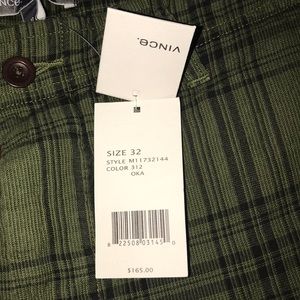 VINCE.
SIZE 32
STYLE M11732144
COLOR 312
OKA
8 22508 03145 0
$165.00